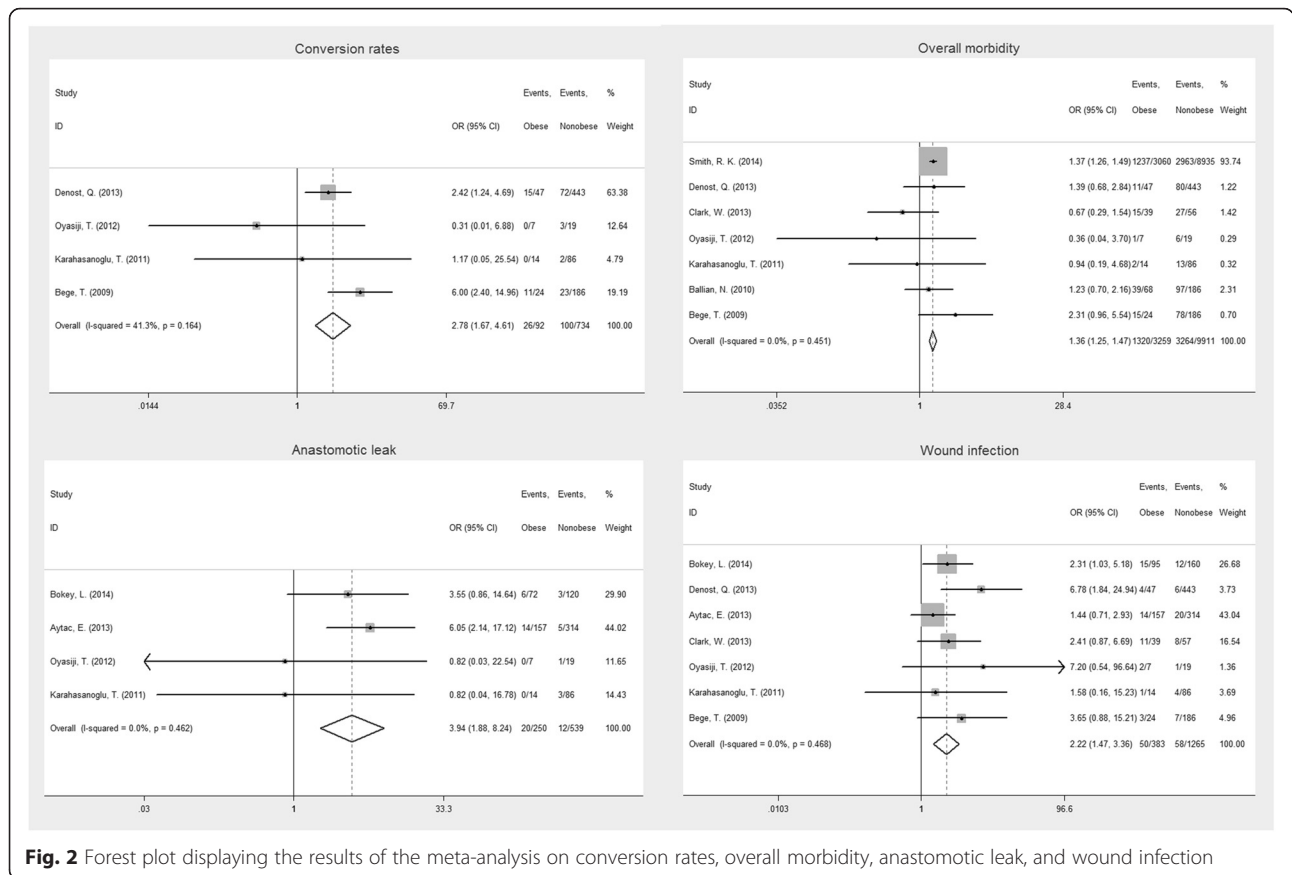 Conversion rates
Study Events, Events, %
ID OR (95% CI) Obese Nonobese Weight
Denost, Q. (2013) 2.42 (1.24, 4.69) 15/47 72/443 63.38
Oyasiji, T. (2012) 0.31 (0.01, 6.88) 0/7 3/19 12.64
Karahasanoglu, T. (2011) 1.17 (0.05, 25.54) 0/14 2/86 4.79
Bege, T. (2009) 6.00 (2.40, 14.96) 11/24 23/186 19.19
Overall (I-squared = 41.3%, p = 0.164) 2.78 (1.67, 4.61) 26/92 100/734 100.00
.0144 1 69.7
Overall morbidity
Study Events, Events, %
ID OR (95% CI) Obese Nonobese Weight
Smith, R. K. (2014) 1.37 (1.26, 1.49) 1237/3060 2963/8935 93.74
Denost, Q. (2013) 1.39 (0.68, 2.84) 11/47 80/443 1.22
Clark, W. (2013) 0.67 (0.29, 1.54) 15/39 27/56 1.42
Oyasiji, T. (2012) 0.36 (0.04, 3.70) 1/7 6/19 0.29
Karahasanoglu, T. (2011) 0.94 (0.19, 4.68) 2/14 13/86 0.32
Ballian, N. (2010) 1.23 (0.70, 2.16) 39/68 97/186 2.31
Bege, T. (2009) 2.31 (0.96, 5.54) 15/24 78/186 0.70
Overall (I-squared = 0.0%, p = 0.451) 1.36 (1.25, 1.47) 1320/3259 3264/9911 100.00
.0352 1 28.4
Anastomotic leak
Study Events, Events, %
ID OR (95% CI) Obese Nonobese Weight
Bokey, L. (2014) 3.55 (0.86, 14.64) 6/72 3/120 29.90
Aytac, E. (2013) 6.05 (2.14, 17.12) 14/157 5/314 44.02
Oyasiji, T. (2012) 0.82 (0.03, 22.54) 0/7 1/19 11.65
Karahasanoglu, T. (2011) 0.82 (0.04, 16.78) 0/14 3/86 14.43
Overall (I-squared = 0.0%, p = 0.462) 3.94 (1.88, 8.24) 20/250 12/539 100.00
.03 1 33.3
Wound infection
Study Events, Events, %
ID OR (95% CI) Obese Nonobese Weight
Bokey, L. (2014) 2.31 (1.03, 5.18) 15/95 12/160 26.68
Denost, Q. (2013) 6.78 (1.84, 24.94) 4/47 6/443 3.73
Aytac, E. (2013) 1.44 (0.71, 2.93) 14/157 20/314 43.04
Clark, W. (2013) 2.41 (0.87, 6.69) 11/39 8/57 16.54
Oyasiji, T. (2012) 7.20 (0.54, 96.64) 2/7 1/19 1.36
Karahasanoglu, T. (2011) 1.58 (0.16, 15.23) 1/14 4/86 3.69
Bege, T. (2009) 3.65 (0.88, 15.21) 3/24 7/186 4.96
Overall (I-squared = 0.0%, p = 0.468) 2.22 (1.47, 3.36) 50/383 58/1265 100.00
.0103 1 96.6
Fig. 2 Forest plot displaying the results of the meta-analysis on conversion rates, overall morbidity, anastomotic leak, and wound infection